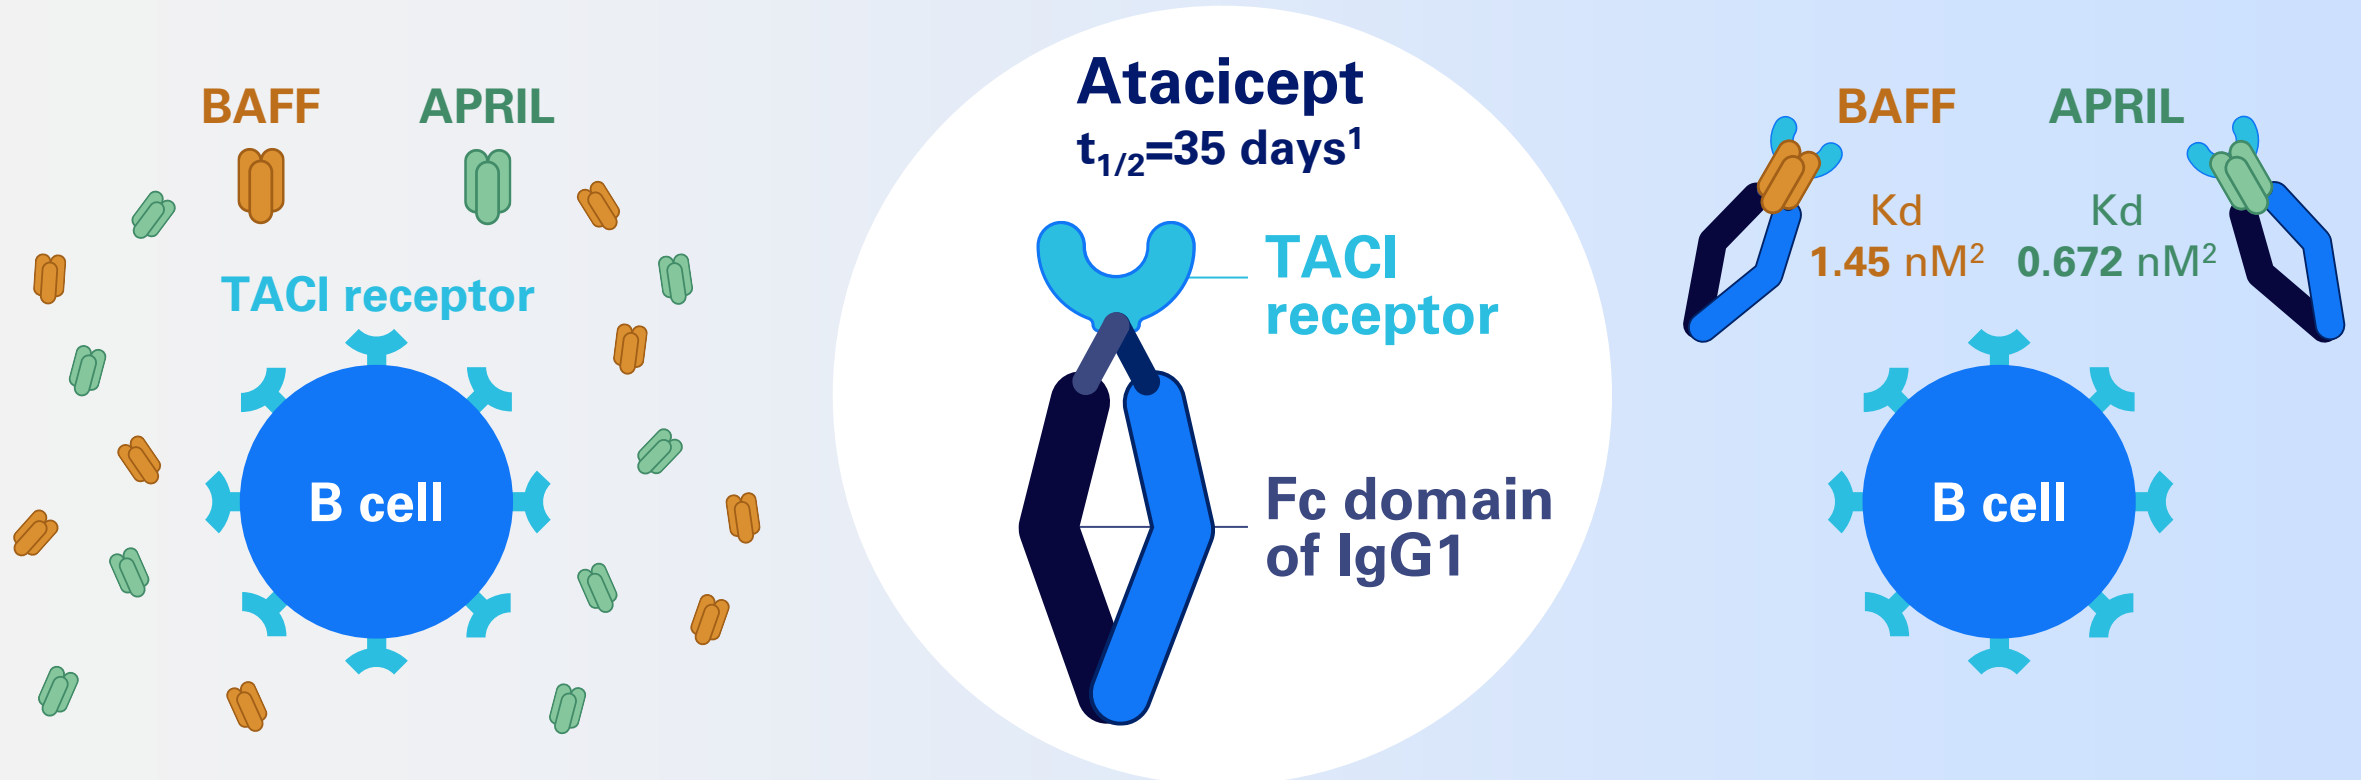 BAFF
APRIL
TACI receptor
B cell
Atacicept
t1/2=35 days¹
TACI
receptor
Fc domain
of IgG1
BAFF
APRIL
Kd
1.45 nM²
Kd
0.672 nM²
B cell